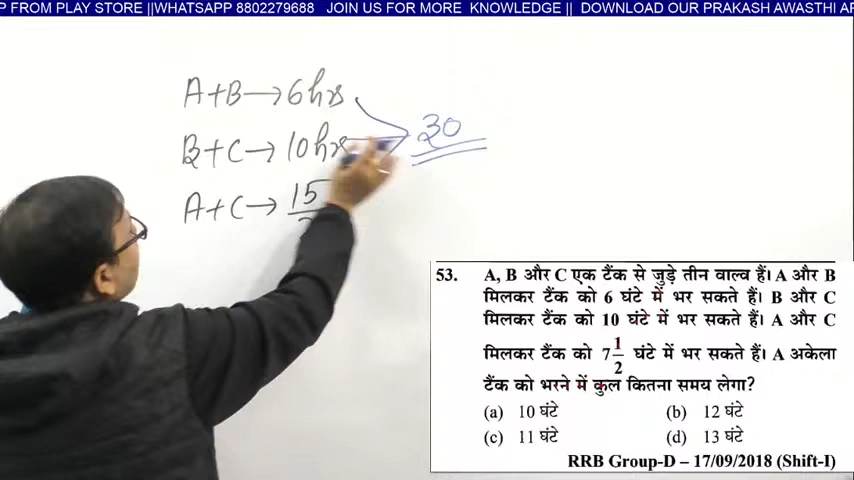 P FROM PLAY STORE ||WHATSAPP 8802279688 JOIN US FOR MORE KNOWLEDGE || DOWNLOAD OUR PRAKASH AWASTHI AP
A+B→6hrs
30
B+C→10hrs
A+C→15
53. A, B और C एक टैंक से जुड़े तीन वाल्व हैं। A और B
मिलकर टैंक को 6 घंटे में भर सकते हैं। B और C
मिलकर टैंक को 10 घंटे में भर सकते हैं। A और C
मिलकर टैंक को 7 1/2 घंटे में भर सकते हैं। A अकेला
टैंक को भरने में कुल कितना समय लेगा?
(a) 10 घंटे (b) 12 घंटे
(c) 11 घंटे (d) 13 घंटे
RRB Group-D – 17/09/2018 (Shift-I)